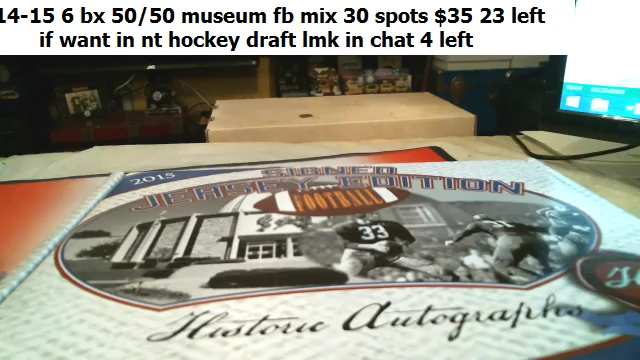 14-15 6 bx 50/50 museum fb mix 30 spots $35 23 left
if want in nt hockey draft lmk in chat 4 left
2015
SIGNED
JERSEY EDITION
FOOTBALL
33
Historic Autographs